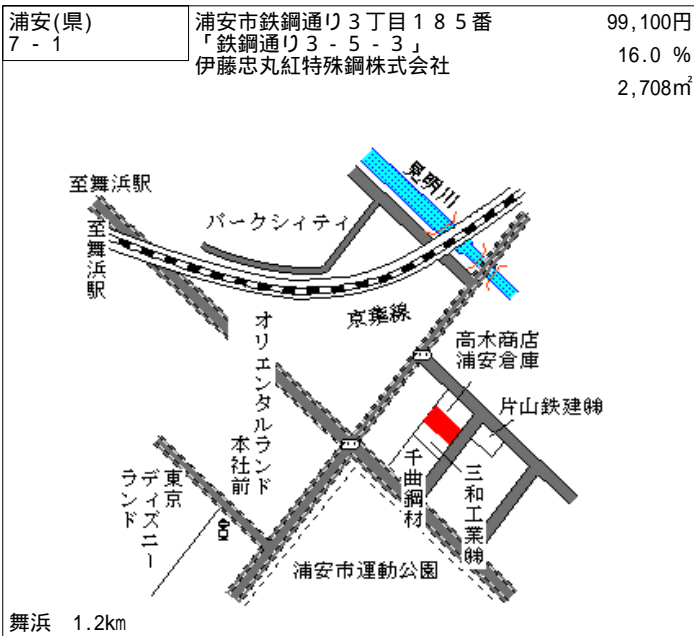 浦安(県)
7 - 1
浦安市鉄鋼通り3丁目185番
「鉄鋼通り3-5-3」
伊藤忠丸紅特殊鋼株式会社
99,100円
16.0 %
2,708㎡
至舞浜駅
至舞浜駅
パークシィティ
見明川
京葉線
オリエンタルランド
本社前
高木商店
浦安倉庫
片山鉄建㈱
千曲鋼材
三和工業㈱
東京
ディズニー
ランド
浦安市運動公園
舞浜 1.2km